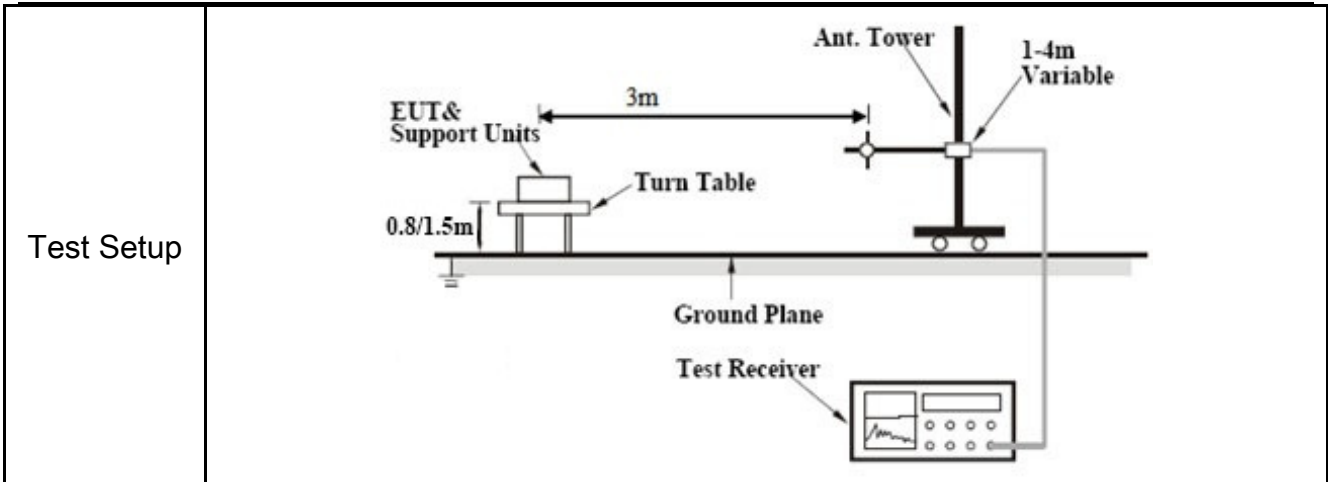 Test Setup
Ant. Tower
1-4m
Variable
3m
EUT&
Support Units
Turn Table
0.8/1.5m
Ground Plane
Test Receiver